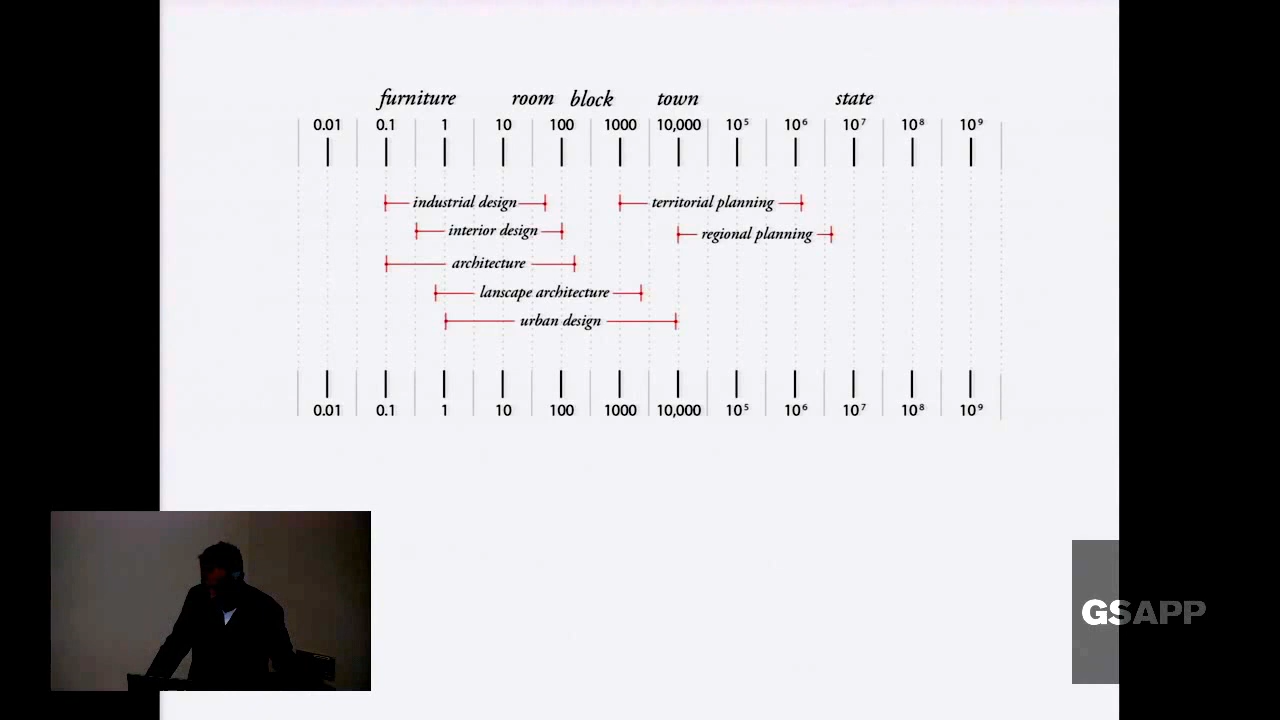 furniture room block town state
0.01 0.1 1 10 100 1000 10,000 10⁵ 10⁶ 10⁷ 10⁸ 10⁹
industrial design territorial planning
interior design regional planning
architecture
lanscape architecture
urban design
0.01 0.1 1 10 100 1000 10,000 10⁵ 10⁶ 10⁷ 10⁸ 10⁹
GSAPP